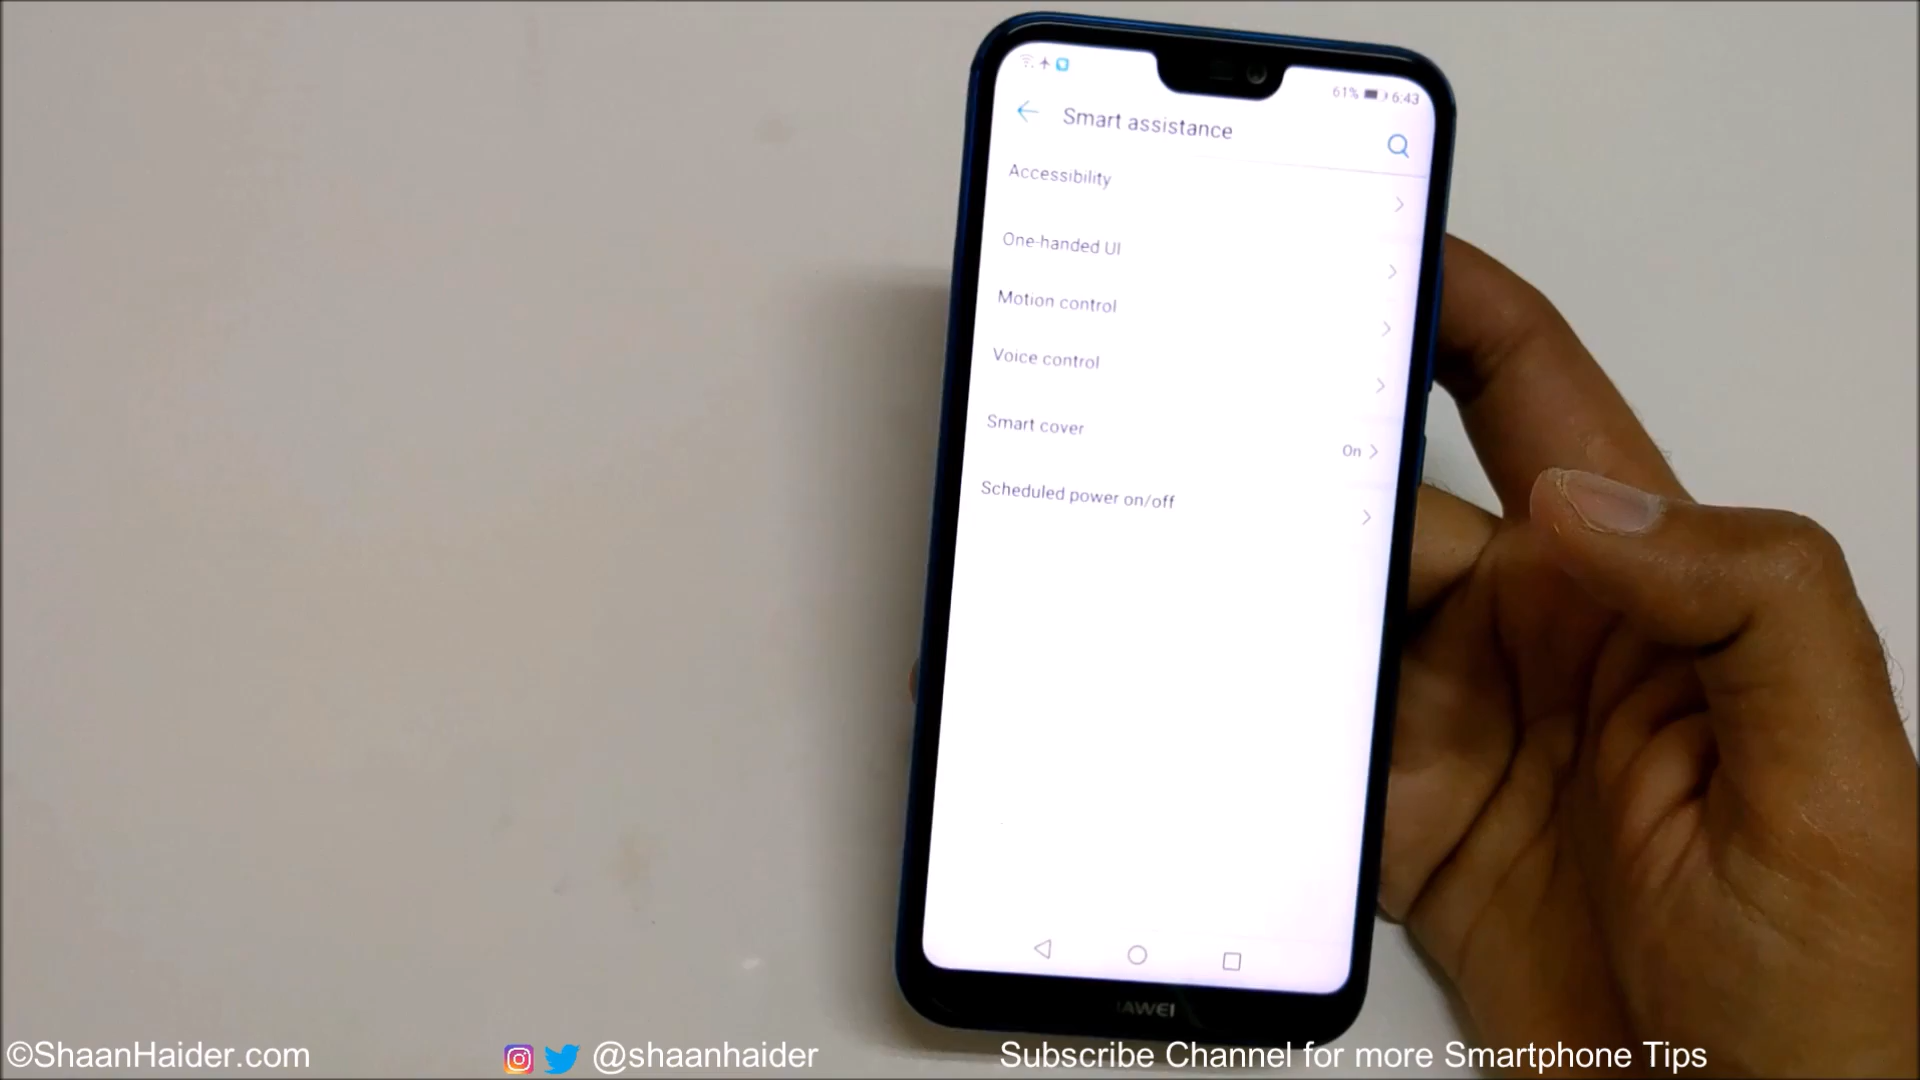 61% 6:43
Smart assistance
Accessibility
One-handed UI
Motion control
Voice control
Smart cover
On
Scheduled power on/off
AWEI
©ShaanHaider.com
@shaanhaider
Subscribe Channel for more Smartphone Tips